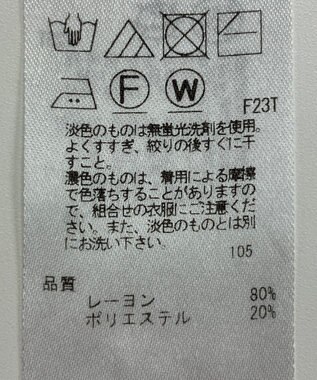 F W
F23T
淡色のものは無蛍光洗剤を使用。
よくすすぎ、絞りの後すぐに干
すこと。
濃色のものは、着用による摩擦
で色落ちすることがありますの
で、組合せの衣服にご注意くだ
さい。また、淡色のものとは別
にお洗い下さい。
105
品質
レーヨン 80%
ポリエステル 20%